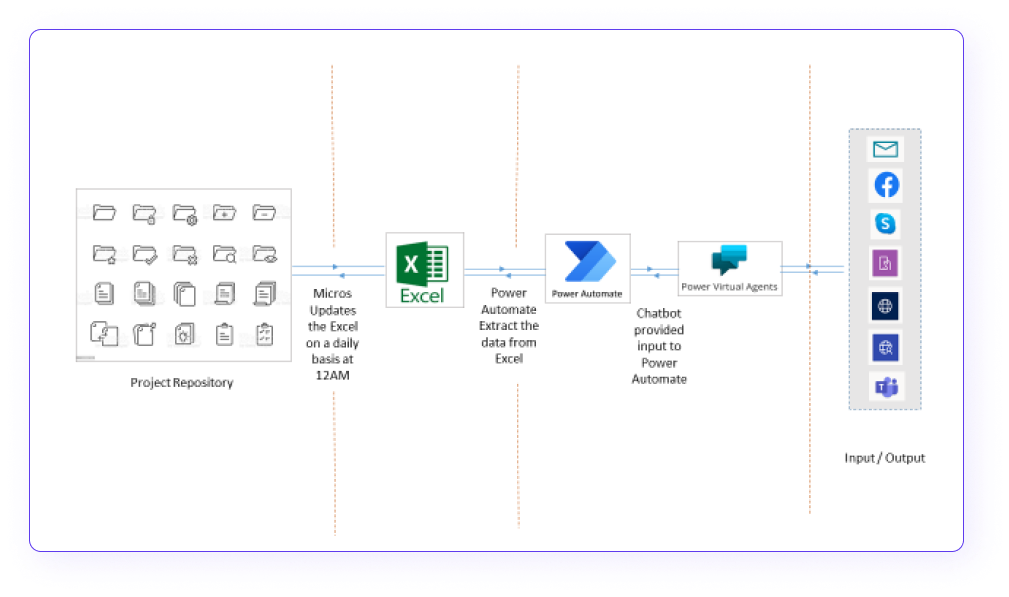 Project Repository
Micros
Updates
the Excel
on a daily
basis at
12AM
X
Excel
Power
Automate
Extract the
data from
Excel
Power Automate
Chatbot
provided
input to
Power
Automate
Power Virtual Agents
T
Input / Output